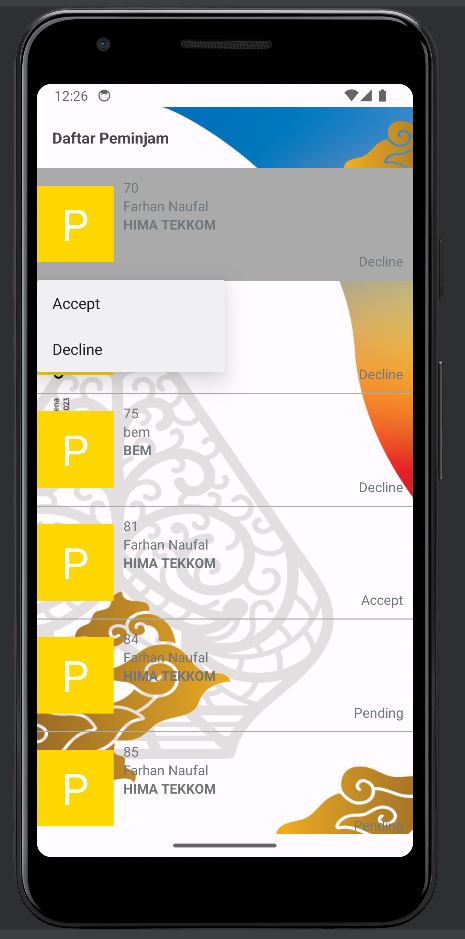 12:26
Daftar Peminjam
P
70
Farhan Naufal
HIMA TEKKOM
Decline
Accept
Decline
Decline
P
75
bem
BEM
Decline
P
81
Farhan Naufal
HIMA TEKKOM
Accept
P
84
Farhan Naufal
HIMA TEKKOM
Pending
P
85
Farhan Naufal
HIMA TEKKOM
Pending